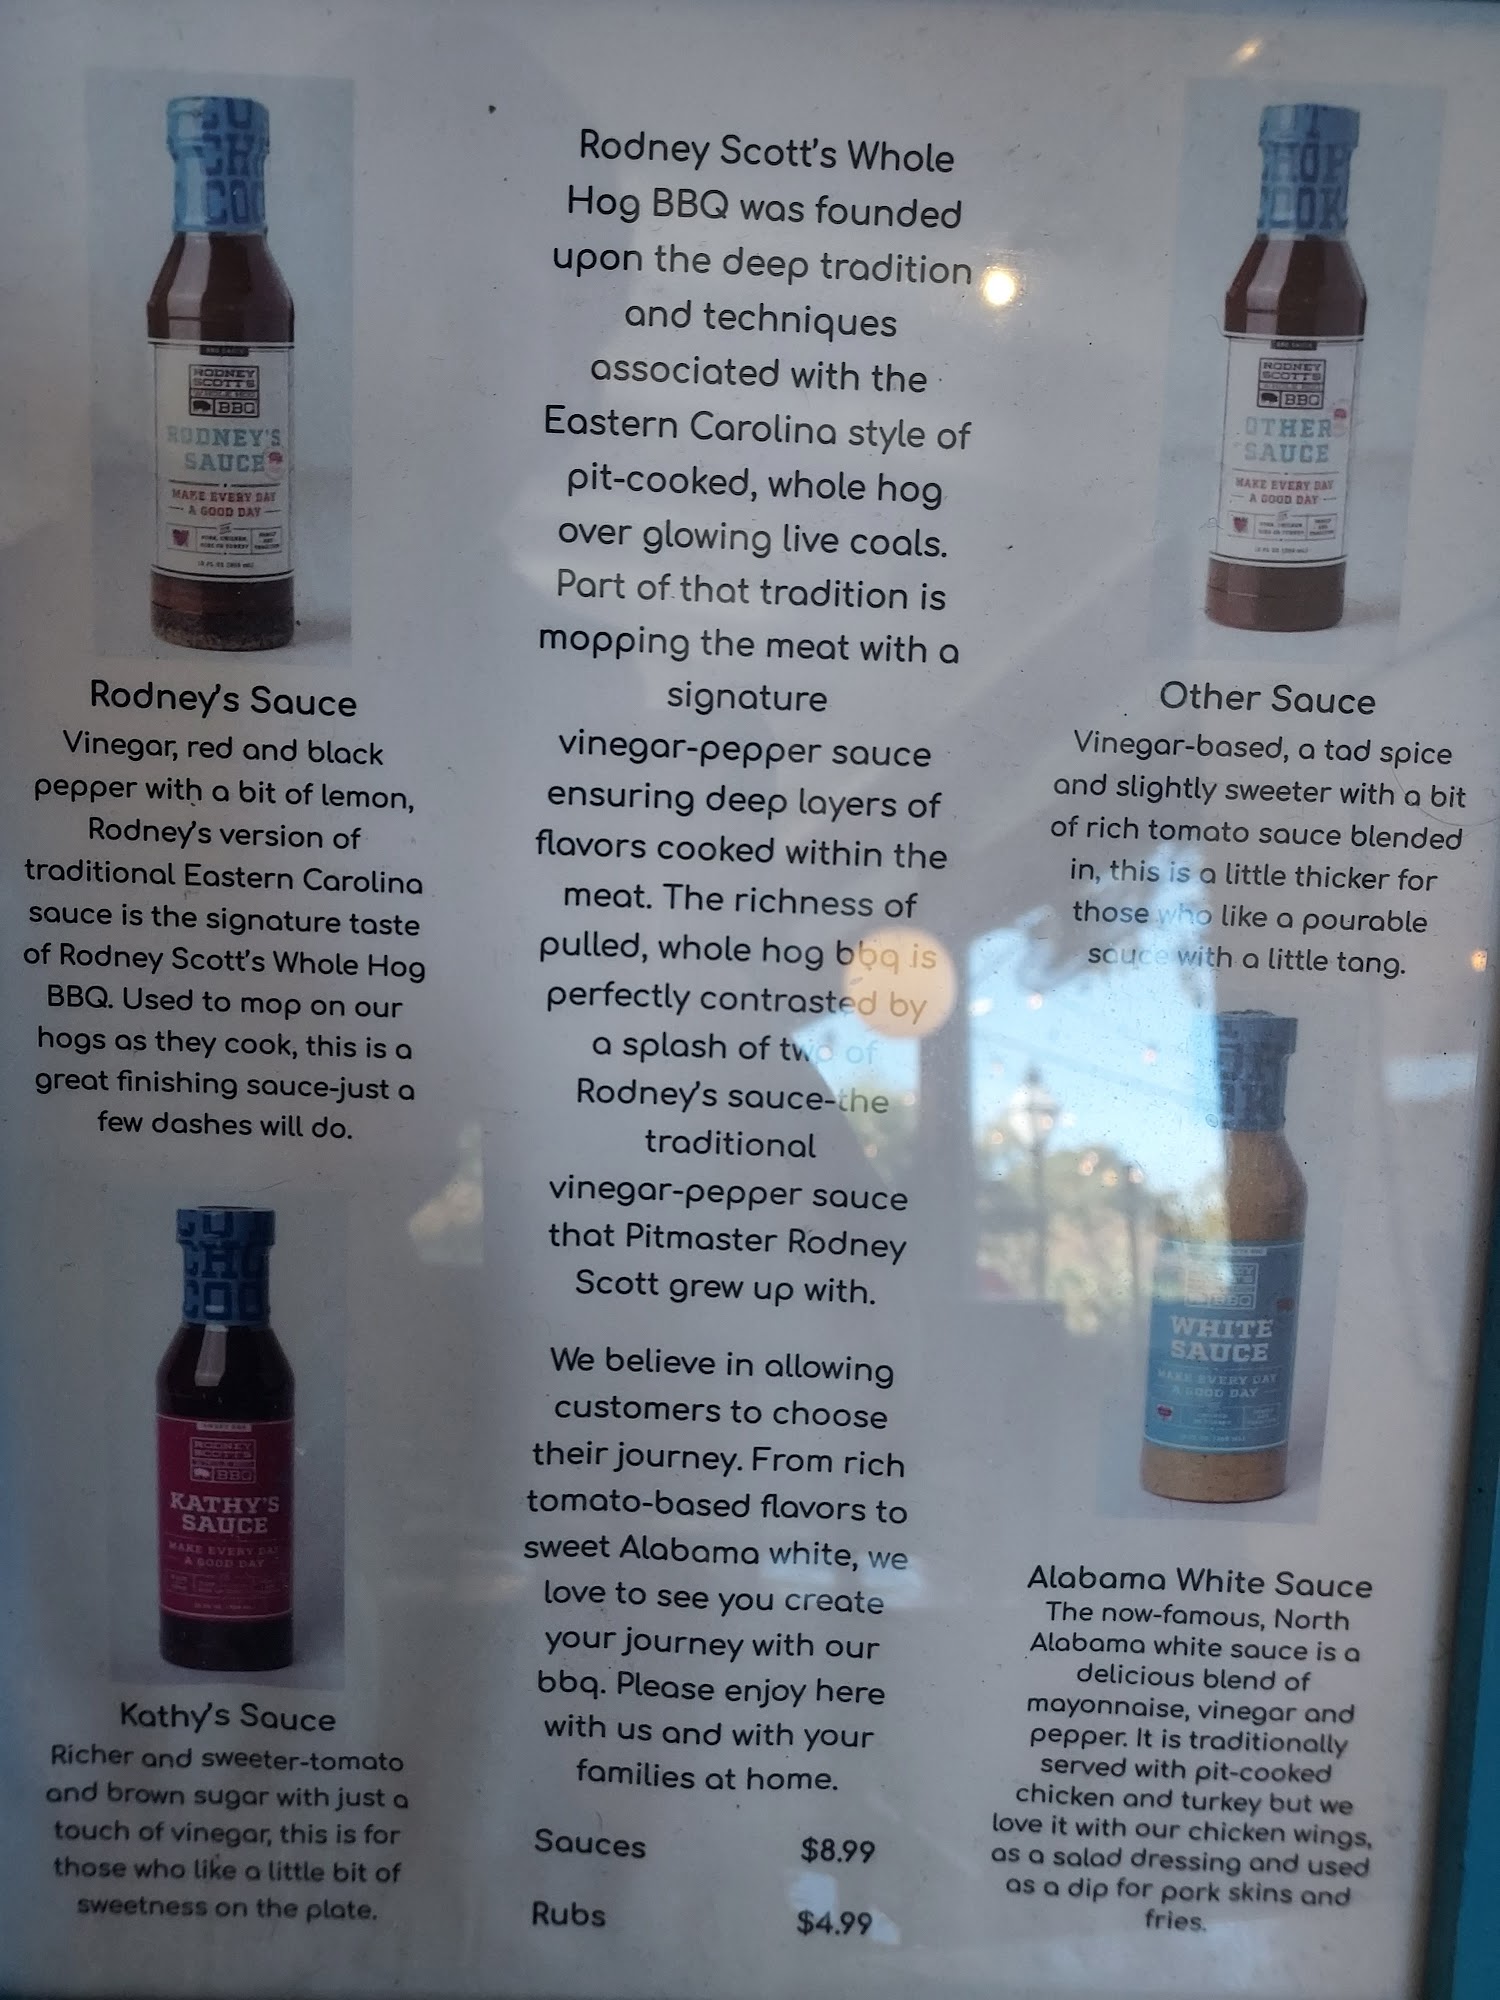 LU
CHO
COO
RODNEY
SCOTT'S
WHOLE HOG
BBQ
RODNEY'S
SAUCE
MAKE EVERY DAY
A GOOD DAY
Rodney's Sauce
Vinegar, red and black
pepper with a bit of lemon,
Rodney's version of
traditional Eastern Carolina
sauce is the signature taste
of Rodney Scott's Whole Hog
BBQ. Used to mop on our
hogs as they cook, this is a
great finishing sauce-just a
few dashes will do.
CHO
COO
RODNEY
SCOTT'S
BBQ
KATHY'S
SAUCE
MAKE EVERY DAY
A GOOD DAY
Kathy's Sauce
Richer and sweeter-tomato
and brown sugar with just a
touch of vinegar, this is for
those who like a little bit of
sweetness on the plate.
Rodney Scott's Whole
Hog BBQ was founded
upon the deep tradition
and techniques
associated with the
Eastern Carolina style of
pit-cooked, whole hog
over glowing live coals.
Part of that tradition is
mopping the meat with a
signature
vinegar-pepper sauce
ensuring deep layers of
flavors cooked within the
meat. The richness of
pulled, whole hog bbq is
perfectly contrasted by
a splash of two of
Rodney's sauce-the
traditional
vinegar-pepper sauce
that Pitmaster Rodney
Scott grew up with.
We believe in allowing
customers to choose
their journey. From rich
tomato-based flavors to
sweet Alabama white, we
love to see you create
your journey with our
bbq. Please enjoy here
with us and with your
families at home.
Sauces $8.99
Rubs $4.99
HOP
COOK
RODNEY
SCOTT'S
WHOLE HOG
BBQ
OTHER
SAUCE
MAKE EVERY DAY
A GOOD DAY
Other Sauce
Vinegar-based, a tad spice
and slightly sweeter with a bit
of rich tomato sauce blended
in, this is a little thicker for
those who like a pourable
sauce with a little tang.
BBQ
WHITE
SAUCE
MAKE EVERY DAY
A GOOD DAY
Alabama White Sauce
The now-famous, North
Alabama white sauce is a
delicious blend of
mayonnaise, vinegar and
pepper. It is traditionally
served with pit-cooked
chicken and turkey but we
love it with our chicken wings,
as a salad dressing and used
as a dip for pork skins and
fries.